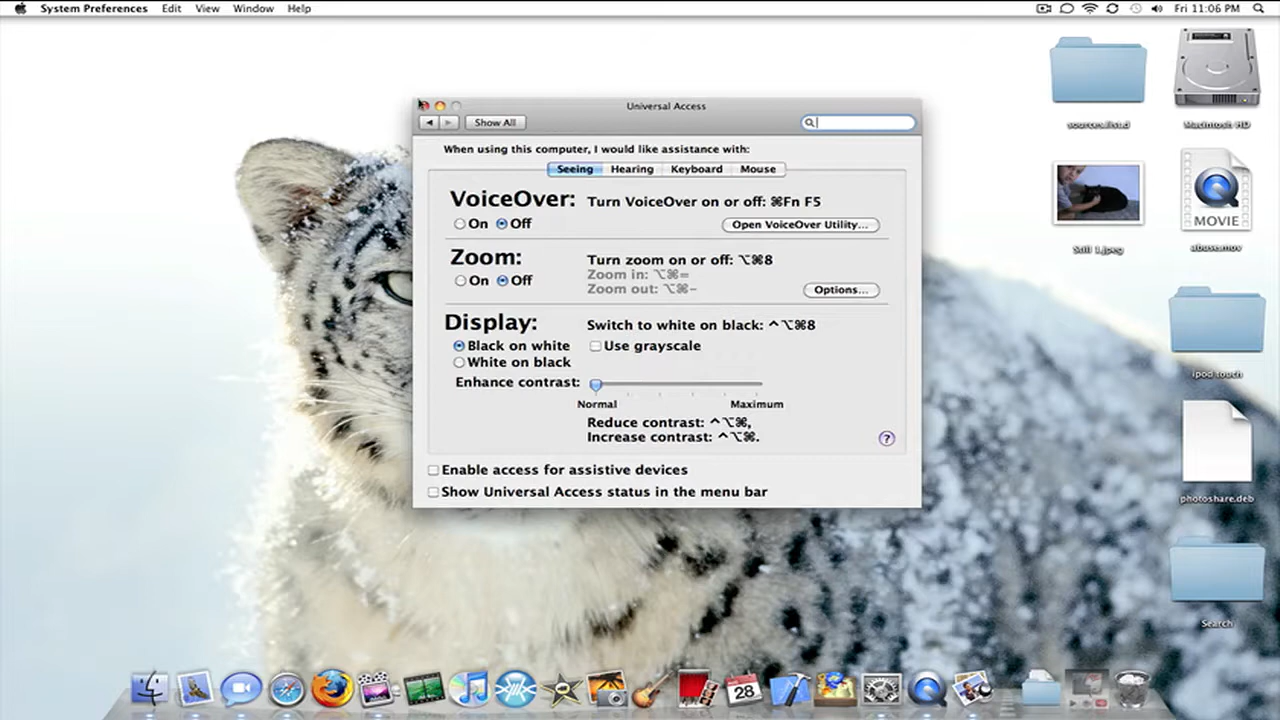 System Preferences Edit View Window Help
Fri 11:06 PM
Universal Access
Show All
When using this computer, I would like assistance with:
Seeing Hearing Keyboard Mouse
VoiceOver: Turn VoiceOver on or off: ⌘Fn F5
On Off Open VoiceOver Utility...
Zoom: Turn zoom on or off: ⌥⌘8
Zoom in: ⌥⌘=
On Off
Zoom out: ⌥⌘-
Options...
Display: Switch to white on black: ^⌥⌘8
Black on white Use grayscale
White on black
Enhance contrast:
Normal Maximum
Reduce contrast: ^⌥⌘,
Increase contrast: ^⌥⌘.
?
Enable access for assistive devices
Show Universal Access status in the menu bar
sources.list.d
Macintosh HD
Still 1.jpeg
MOVIE
abuse.mov
ipod touch
photoshare.deb
Search
28